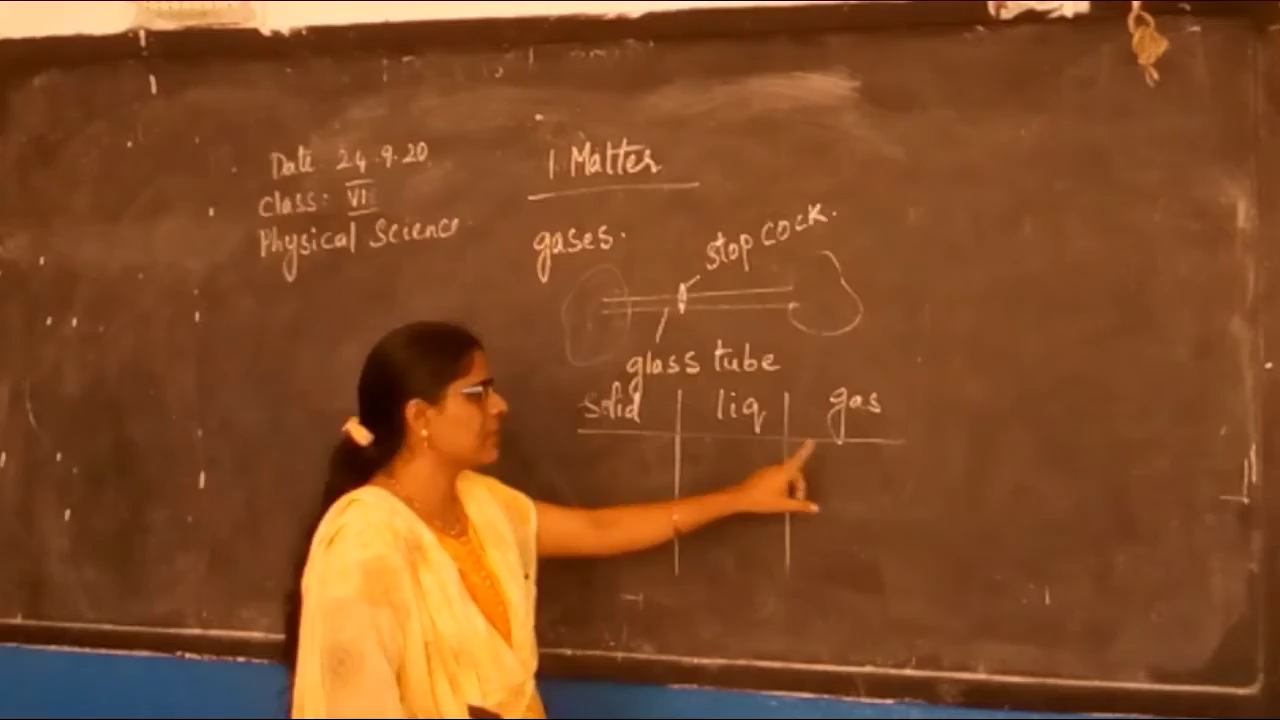 Date 24.9.20
class: VII
Physical Science
1. Matter
gases.
stop cock.
glass tube
solid liq gas